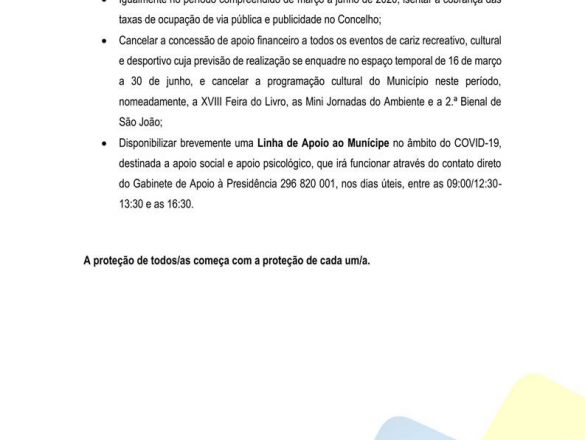 Igualmente no período compreendido de março a junho de 2020, isentar a cobrança das
taxas de ocupação de via pública e publicidade no Concelho;
• Cancelar a concessão de apoio financeiro a todos os eventos de cariz recreativo, cultural
e desportivo cuja previsão de realização se enquadre no espaço temporal de 16 de março
a 30 de junho, e cancelar a programação cultural do Município neste período,
nomeadamente, a XVIII Feira do Livro, as Mini Jornadas do Ambiente e a 2.ª Bienal de
São João;
• Disponibilizar brevemente uma Linha de Apoio ao Munícipe no âmbito do COVID-19,
destinada a apoio social e apoio psicológico, que irá funcionar através do contato direto
do Gabinete de Apoio à Presidência 296 820 001, nos dias úteis, entre as 09:00/12:30-
13:30 e as 16:30.
A proteção de todos/as começa com a proteção de cada um/a.